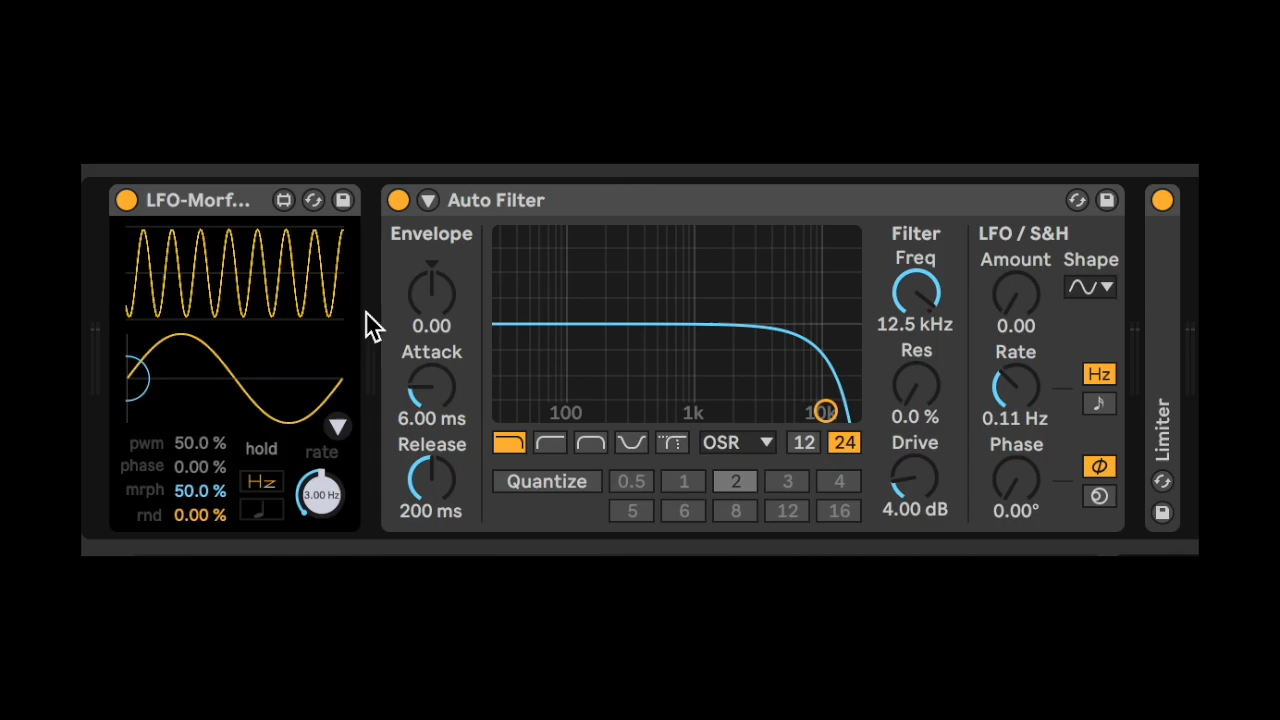 LFO-Morf...
pwm 50.0 %
phase 0.00 %
mrph 50.0 %
rnd 0.00 %
hold
Hz
rate
3.00 Hz
Auto Filter
Envelope
0.00
Attack
6.00 ms
Release
200 ms
100 1k 10k
OSR 12 24
Quantize 0.5 1 2 3 4
5 6 8 12 16
Filter
Freq
12.5 kHz
Res
0.0 %
Drive
4.00 dB
LFO / S&H
Amount Shape
0.00
Rate
0.11 Hz
Hz
Phase
0.00°
Limiter